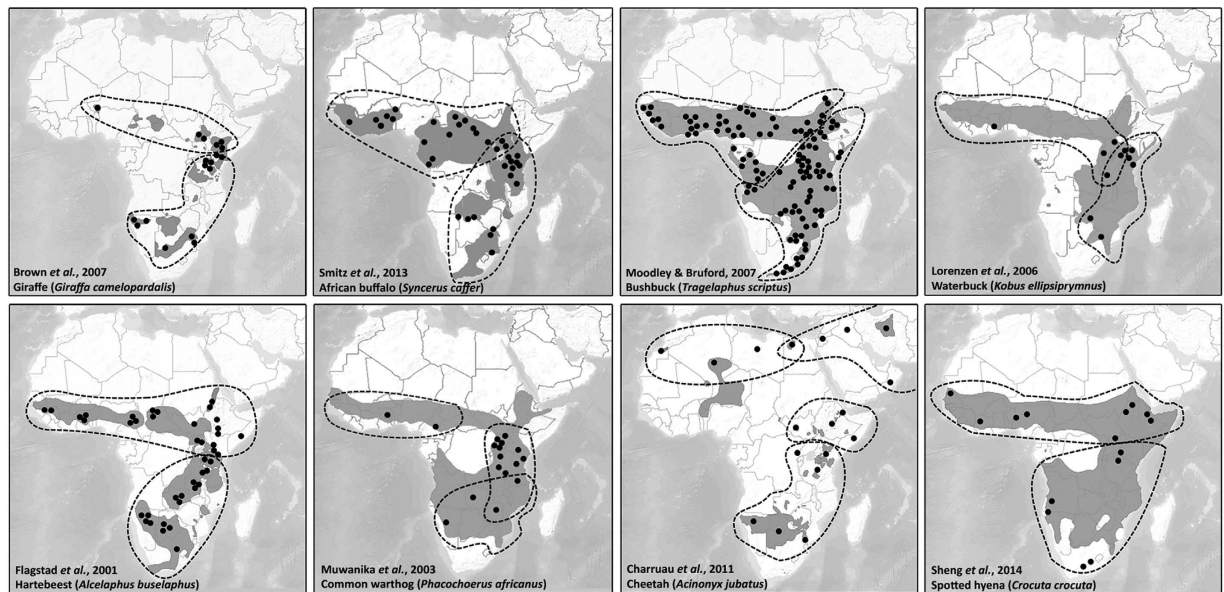 Brown et al., 2007
Giraffe (Giraffa camelopardalis)
Smitz et al., 2013
African buffalo (Syncerus caffer)
Moodley & Bruford, 2007
Bushbuck (Tragelaphus scriptus)
Lorenzen et al., 2006
Waterbuck (Kobus ellipsiprymnus)
Flagstad et al., 2001
Hartebeest (Alcelaphus buselaphus)
Muwanika et al., 2003
Common warthog (Phacochoerus africanus)
Charruau et al., 2011
Cheetah (Acinonyx jubatus)
Sheng et al., 2014
Spotted hyena (Crocuta crocuta)